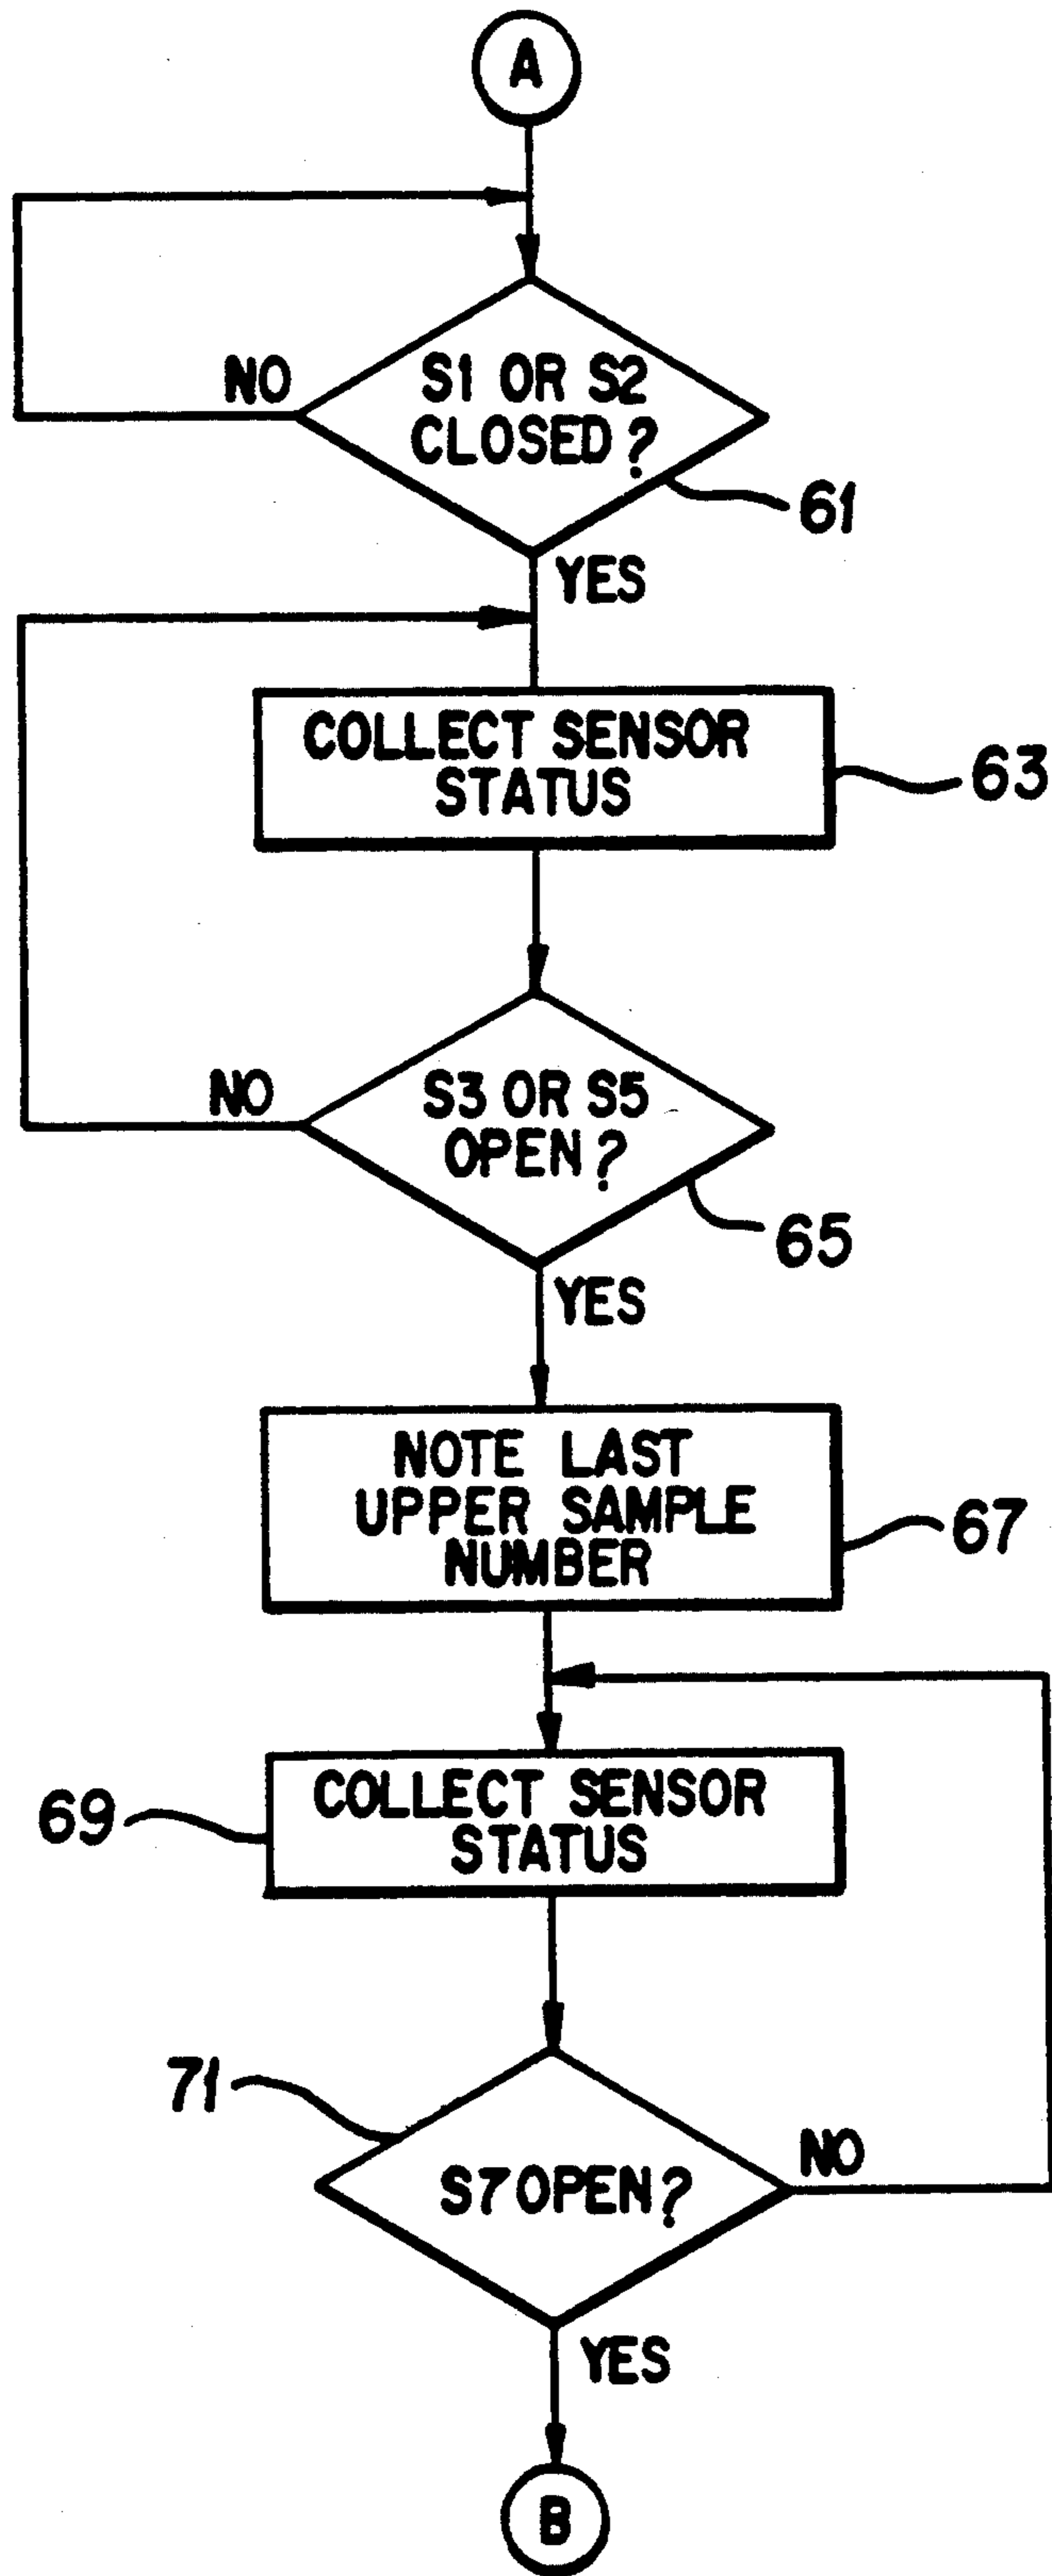 A
NO
S1 OR S2
CLOSED?
61
YES
COLLECT SENSOR
STATUS
63
NO
S3 OR S5
OPEN?
65
YES
NOTE LAST
UPPER SAMPLE
NUMBER
67
COLLECT SENSOR
STATUS
69
71
S7 OPEN?
NO
YES
B